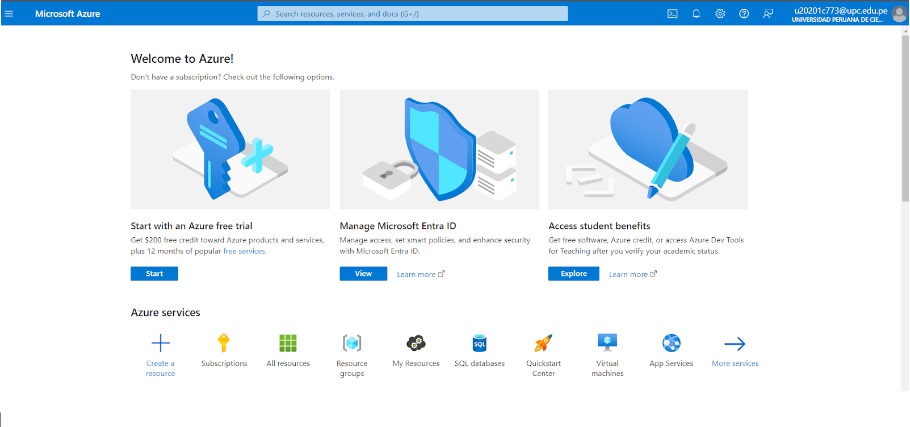 Microsoft Azure
Search resources, services, and docs (G+/)
u20201c773@upc.edu.pe
UNIVERSIDAD PERUANA DE CIE...
Welcome to Azure!
Don't have a subscription? Check out the following options.
Start with an Azure free trial
Get $200 free credit toward Azure products and services,
plus 12 months of popular free services.
Start
Manage Microsoft Entra ID
Manage access, set smart policies, and enhance security
with Microsoft Entra ID.
View
Learn more
Access student benefits
Get free software, Azure credit, or access Azure Dev Tools
for Teaching after you verify your academic status.
Explore
Learn more
Azure services
Create a
resource
Subscriptions
All resources
Resource
groups
My Resources
SQL
SQL databases
Quickstart
Center
Virtual
machines
App Services
More services